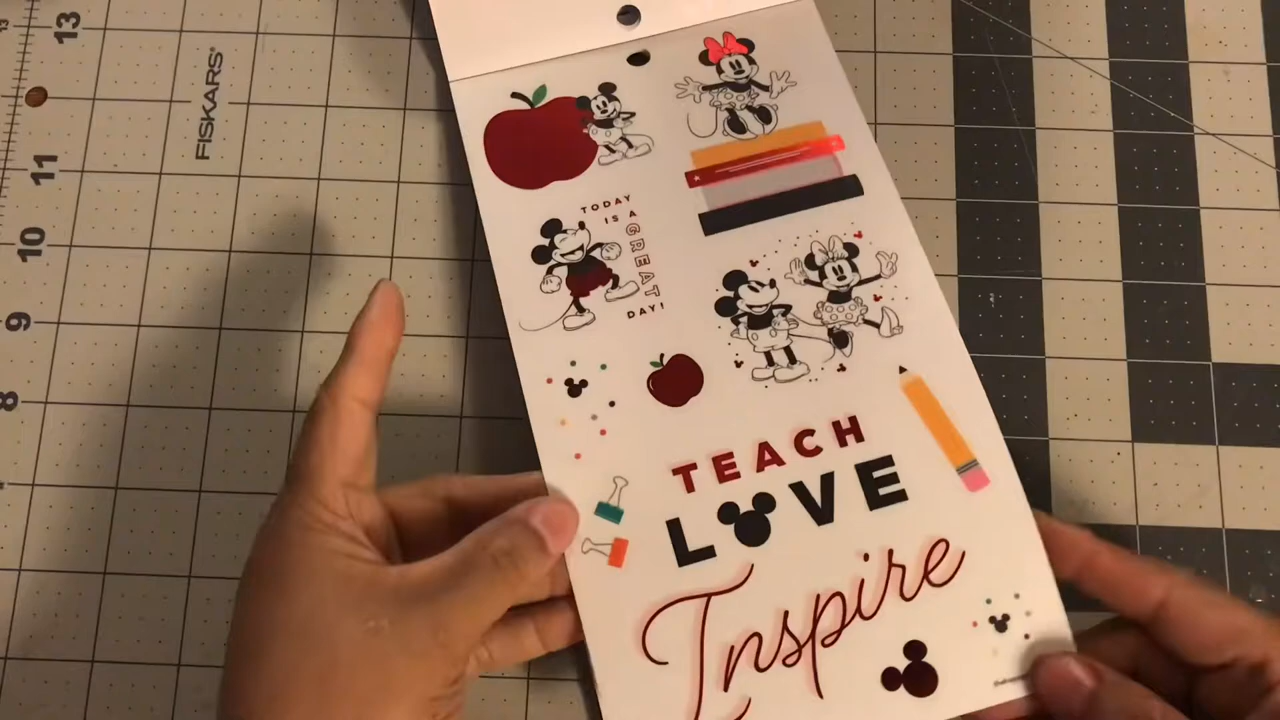 13
11
10
9
8
FISKARS
TODAY
IS A
GREAT
DAY!
TEACH
LOVE
Inspire